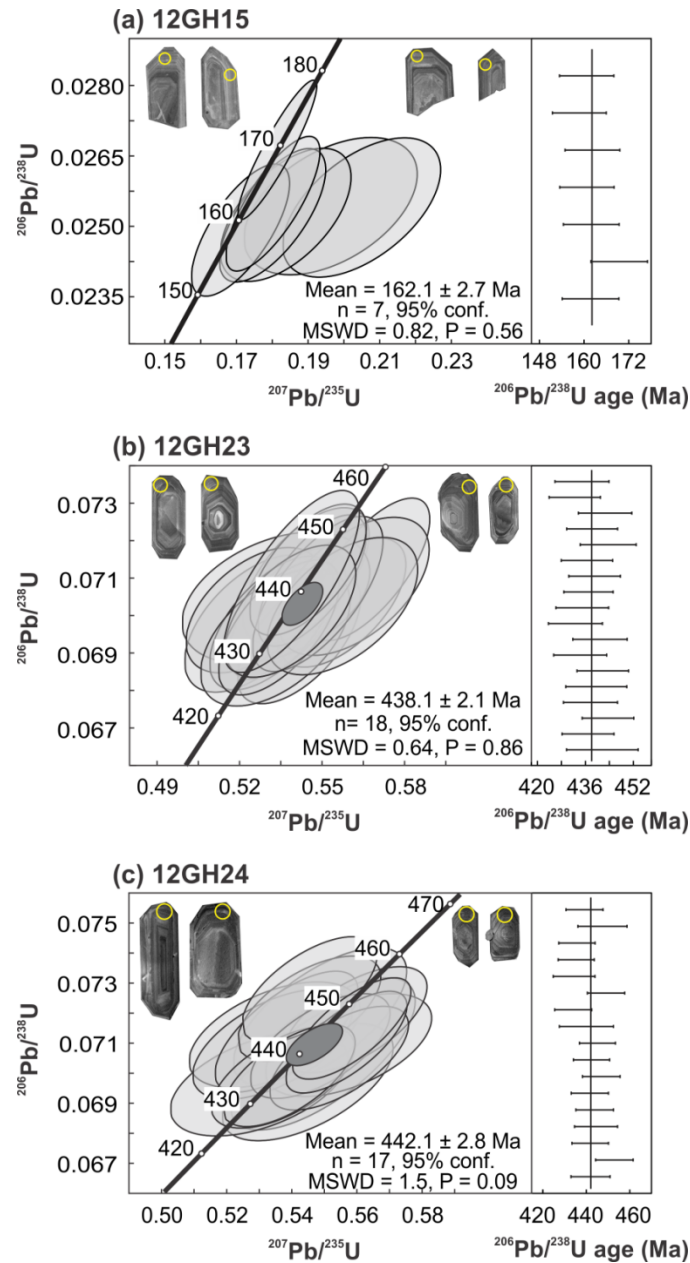 (a) 12GH15
0.0280
0.0265
0.0250
0.0235
²⁰⁶Pb/²³⁸U
180
170
160
150
Mean = 162.1 ± 2.7 Ma
n = 7, 95% conf.
MSWD = 0.82, P = 0.56
0.15 0.17 0.19 0.21 0.23
148 160 172
²⁰⁷Pb/²³⁵U
²⁰⁶Pb/²³⁸U age (Ma)
(b) 12GH23
0.073
0.071
0.069
0.067
²⁰⁶Pb/²³⁸U
460
450
440
430
420
Mean = 438.1 ± 2.1 Ma
n= 18, 95% conf.
MSWD = 0.64, P = 0.86
0.49 0.52 0.55 0.58
420 436 452
²⁰⁷Pb/²³⁵U
²⁰⁶Pb/²³⁸U age (Ma)
(c) 12GH24
0.075
0.073
0.071
0.069
0.067
²⁰⁶Pb/²³⁸U
470
460
450
440
430
420
Mean = 442.1 ± 2.8 Ma
n = 17, 95% conf.
MSWD = 1.5, P = 0.09
0.50 0.52 0.54 0.56 0.58
420 440 460
²⁰⁷Pb/²³⁵U
²⁰⁶Pb/²³⁸U age (Ma)